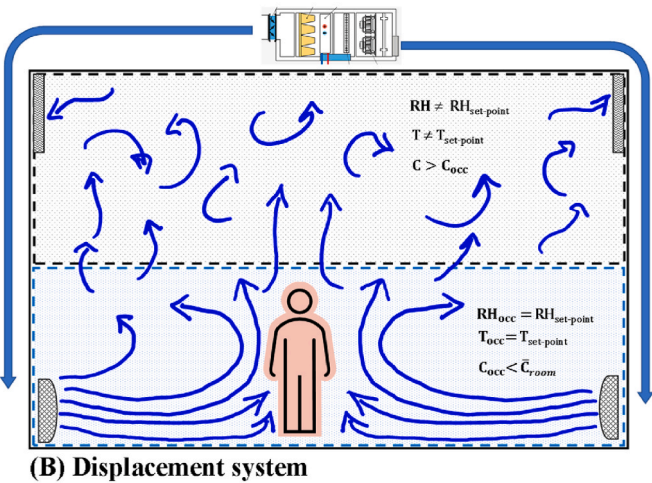 RH ≠ RHset-point
T ≠ Tset-point
C > Cocc
RHocc = RHset-point
Tocc = Tset-point
Cocc < C̄room
(B) Displacement system